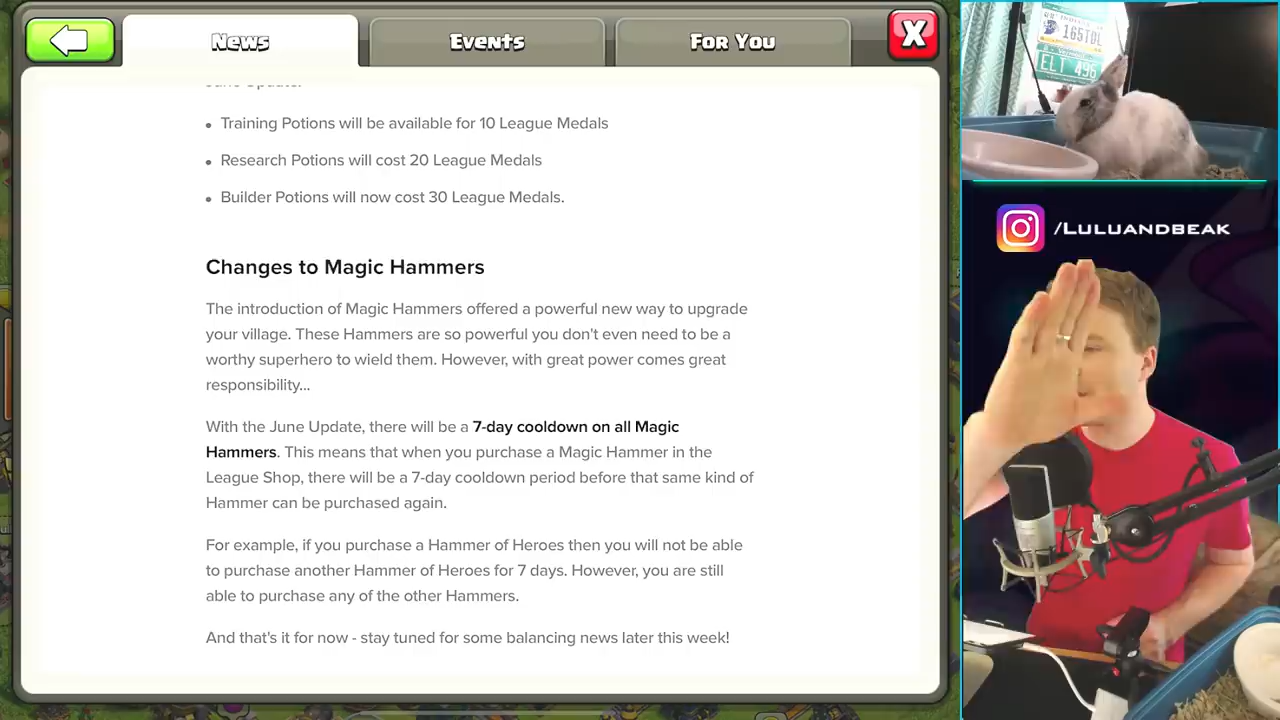 News
Events
For You
X
June Update:
• Training Potions will be available for 10 League Medals
• Research Potions will cost 20 League Medals
• Builder Potions will now cost 30 League Medals.
Changes to Magic Hammers
The introduction of Magic Hammers offered a powerful new way to upgrade
your village. These Hammers are so powerful you don't even need to be a
worthy superhero to wield them. However, with great power comes great
responsibility...
With the June Update, there will be a 7-day cooldown on all Magic
Hammers. This means that when you purchase a Magic Hammer in the
League Shop, there will be a 7-day cooldown period before that same kind of
Hammer can be purchased again.
For example, if you purchase a Hammer of Heroes then you will not be able
to purchase another Hammer of Heroes for 7 days. However, you are still
able to purchase any of the other Hammers.
And that's it for now - stay tuned for some balancing news later this week!
165TDL
ELT 496
/LULUANDBEAK